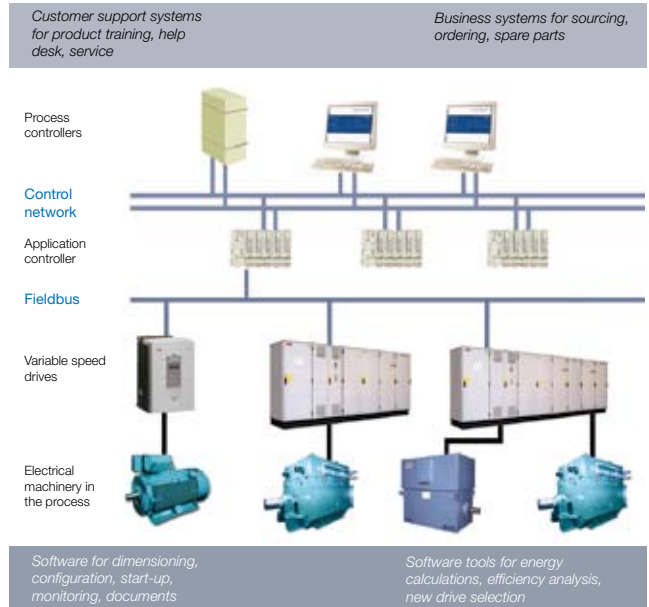 Customer support systems
for product training, help
desk, service
Business systems for sourcing,
ordering, spare parts
Process
controllers
Control
network
Application
controller
Fieldbus
Variable speed
drives
Electrical
machinery in
the process
Software for dimensioning,
configuration, start-up,
monitoring, documents
Software tools for energy
calculations, efficiency analysis,
new drive selection